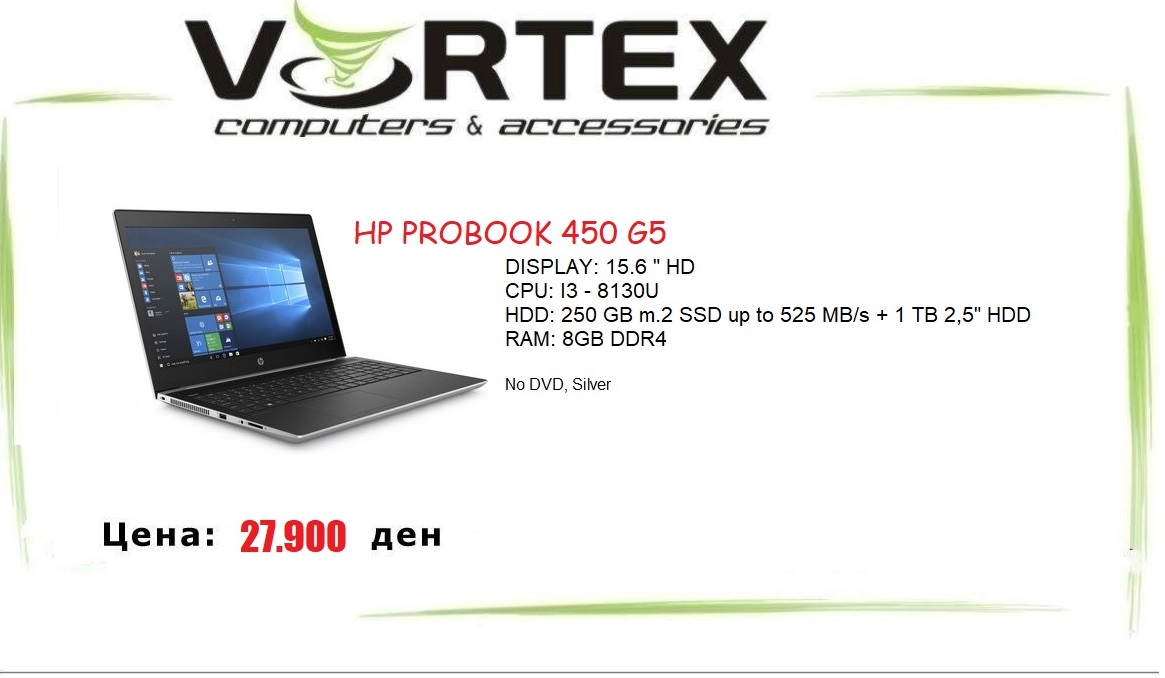 VORTEX
computers & accessories
HP PROBOOK 450 G5
DISPLAY: 15.6 " HD
CPU: I3 - 8130U
HDD: 250 GB m.2 SSD up to 525 MB/s + 1 TB 2,5" HDD
RAM: 8GB DDR4
No DVD, Silver
Цена: 27.900 ден